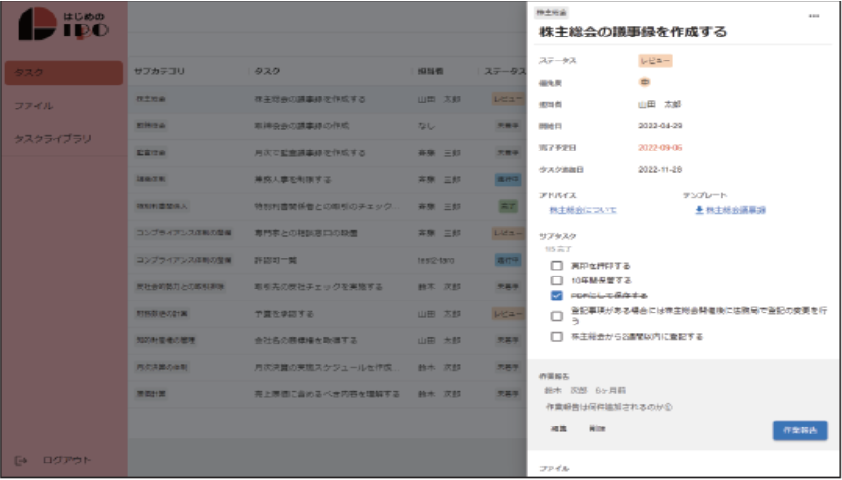 はじめの
IPO
タスク
ファイル
タスクライブラリ
ログアウト
サブカテゴリ タスク 担当者 ステータス
株主総会 株主総会の議事録を作成する 山田 太郎 レビュー
取締役会 取締役会の議事録の作成 なし 未着手
監査役会 月次で監査議事録を作成する 斉藤 三郎 未着手
兼務人事を制限する 斉藤 三郎 進行中
特別利害関係人 特別利害関係者との取引のチェック... 斉藤 三郎 完了
コンプライアンス体制の整備 専門家との相談窓口の設置 斉藤 三郎 レビュー
コンプライアンス体制の整備 許認可一覧 test2 taro 進行中
反社会的勢力との取引排除 取引先の反社チェックを実施する 鈴木 次郎 未着手
予算を承認する 山田 太郎 レビュー
知的財産権の管理 会社名の商標権を取得する 山田 太郎 未着手
月次決算の体制 月次決算の実施スケジュールを作成... 鈴木 次郎 未着手
原価計算 売上原価に含めるべき内容を理解する 鈴木 次郎 未着手
株主総会
株主総会の議事録を作成する
ステータス レビュー
優先度 中
担当者 山田 太郎
開始日 2022-04-29
完了予定日 2022-09-06
タスク追加日 2022-11-28
アドバイス テンプレート
株主総会について 株主総会議事録
サブタスク
1/5 完了
実印を押印する
10年間保管する
PDFにして保存する
登記事項がある場合には株主総会開催後に法務局で登記の変更を行
う
株主総会から2週間以内に登記する
作業報告
鈴木 次郎 6ヶ月前
作業報告は何件追加されるのか①
編集 削除
作業報告
ファイル